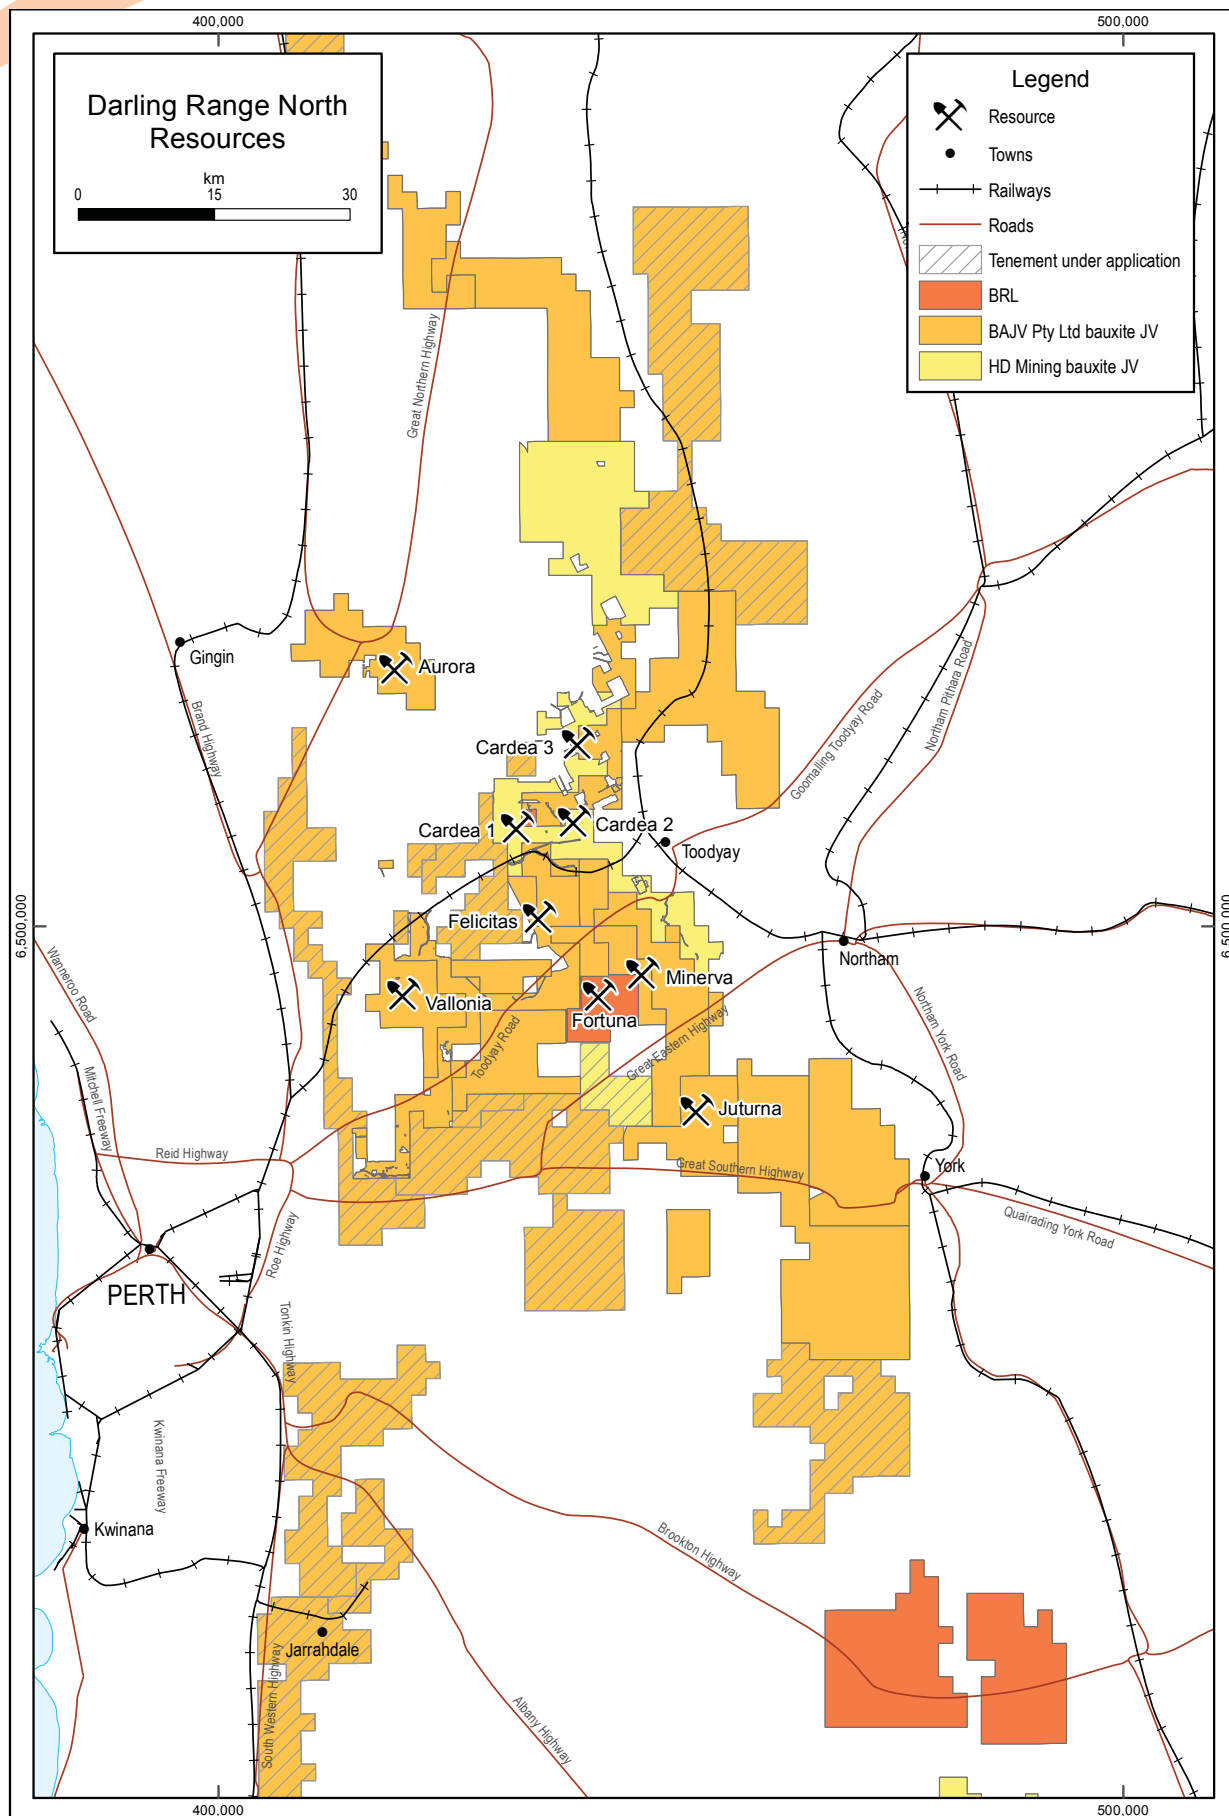 400,000
500,000
Darling Range North
Resources
km
0
15
30
Legend
Resource
Towns
Railways
Roads
Tenement under application
BRL
BAJV Pty Ltd bauxite JV
HD Mining bauxite JV
Great Northern Highway
Gingin
Aurora
Brand Highway
Northam Pithara Road
Goomalling Toodyay Road
Cardea 3
Cardea 1
Cardea 2
Toodyay
6,500,000
6,500,000
Felicitas
Northam
Wanneroo Road
Minerva
Vallonia
Fortuna
Northam York Road
Toodyay Road
Great Eastern Highway
Mitchell Freeway
Juturna
Reid Highway
Great Southern Highway
York
Quairading York Road
Roe Highway
PERTH
Tonkin Highway
Kwinana Freeway
Kwinana
Brookton Highway
Jarrahdale
South Western Highway
Albany Highway
400,000
500,000